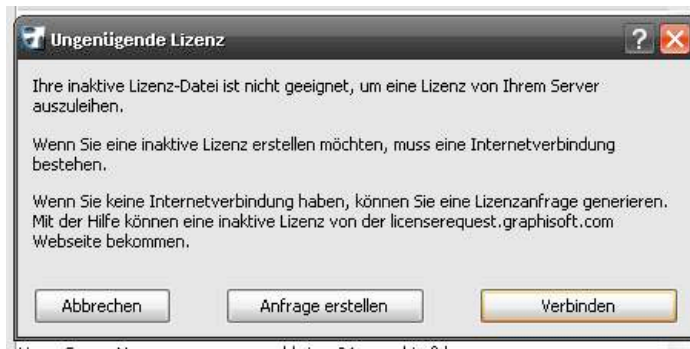 Ungenügende Lizenz
Ihre inaktive Lizenz-Datei ist nicht geeignet, um eine Lizenz von Ihrem Server
auszuleihen.
Wenn Sie eine inaktive Lizenz erstellen möchten, muss eine Internetverbindung
bestehen.
Wenn Sie keine Internetverbindung haben, können Sie eine Lizenzanfrage generieren.
Mit der Hilfe können eine inaktive Lizenz von der licenserequest.graphisoft.com
Webseite bekommen.
Abbrechen Anfrage erstellen Verbinden